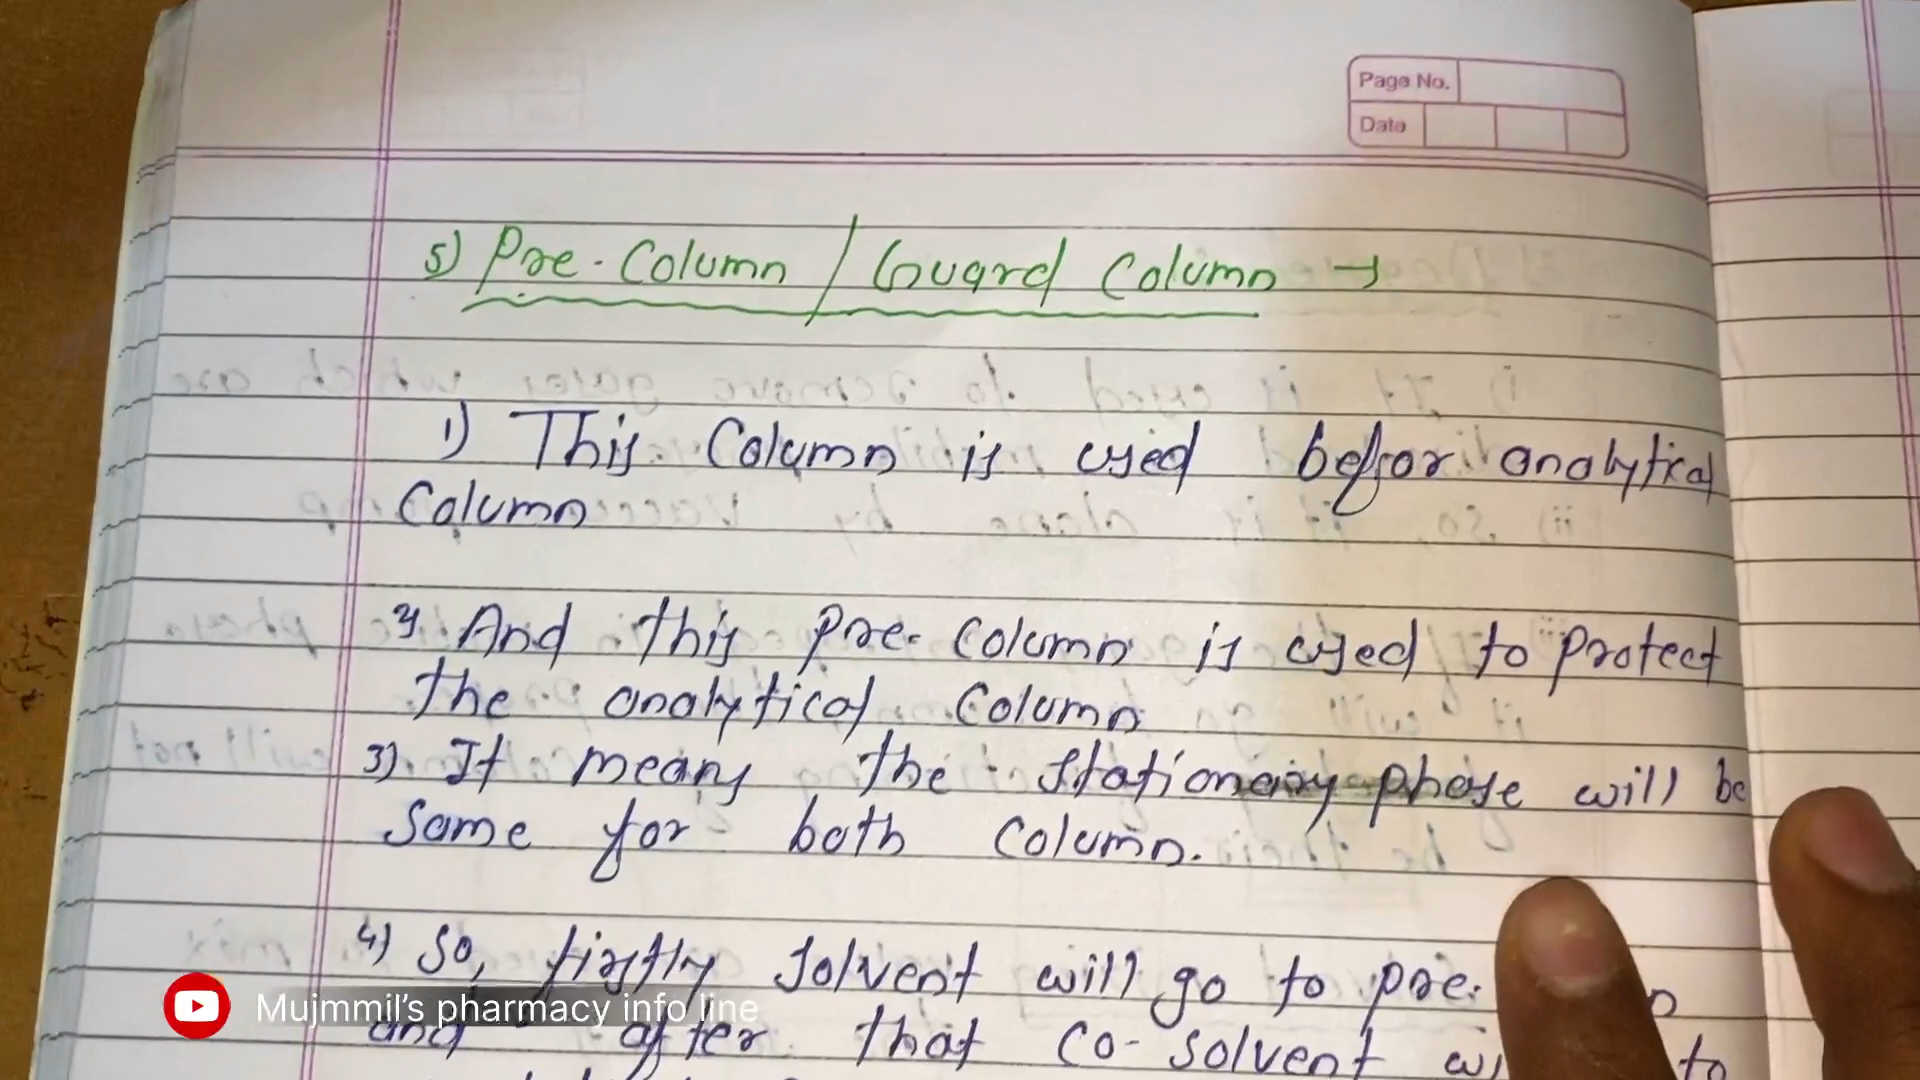 Page No.
Date
5) Pre-Column / Guard Column →
1) This Column is used befor analytical
Column
2) And this Pre-Column is used to Protect
the analytical Column
3) It means the stationary phase will be
Same for both Column.
4) So, firstly Solvent will go to pre-
and after that Co-Solvent to
Mujmmil's pharmacy info line